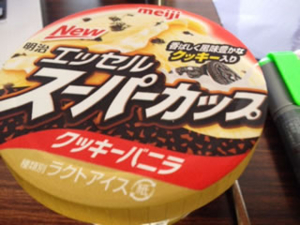 meiji
New
明治
香ばしく風味豊かな
クッキー入り
エッセル
スーパーカップ
クッキーバニラ
種類別 ラクトアイス 紙